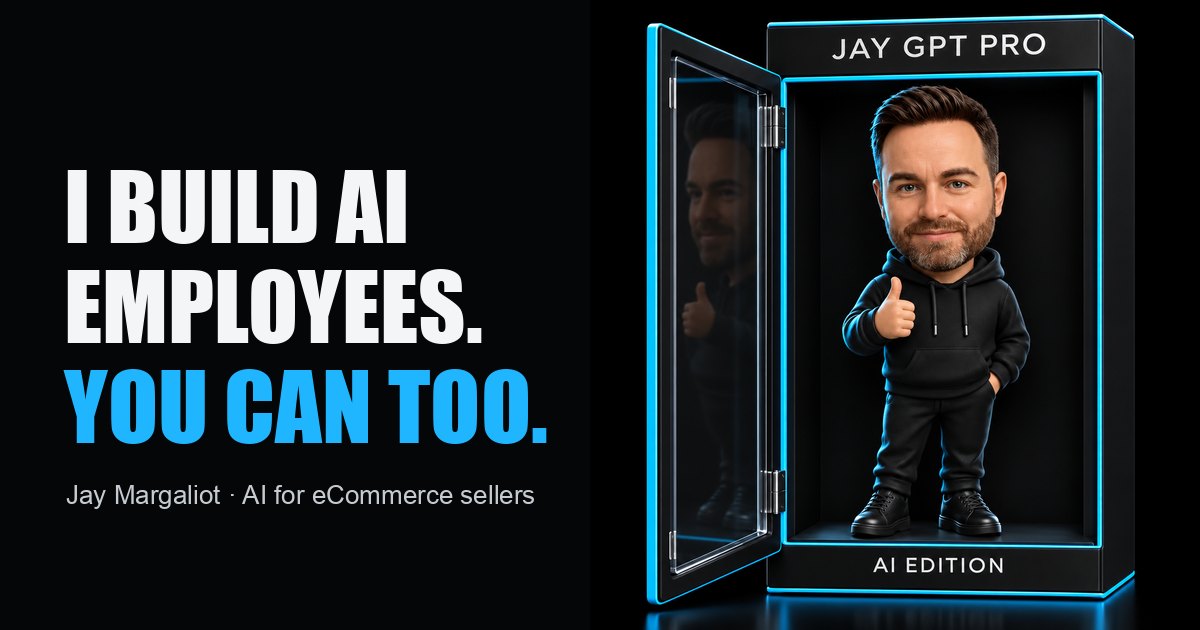 I BUILD AI
EMPLOYEES.
YOU CAN TOO.
Jay Margaliot · AI for eCommerce sellers
JAY GPT PRO
AI EDITION